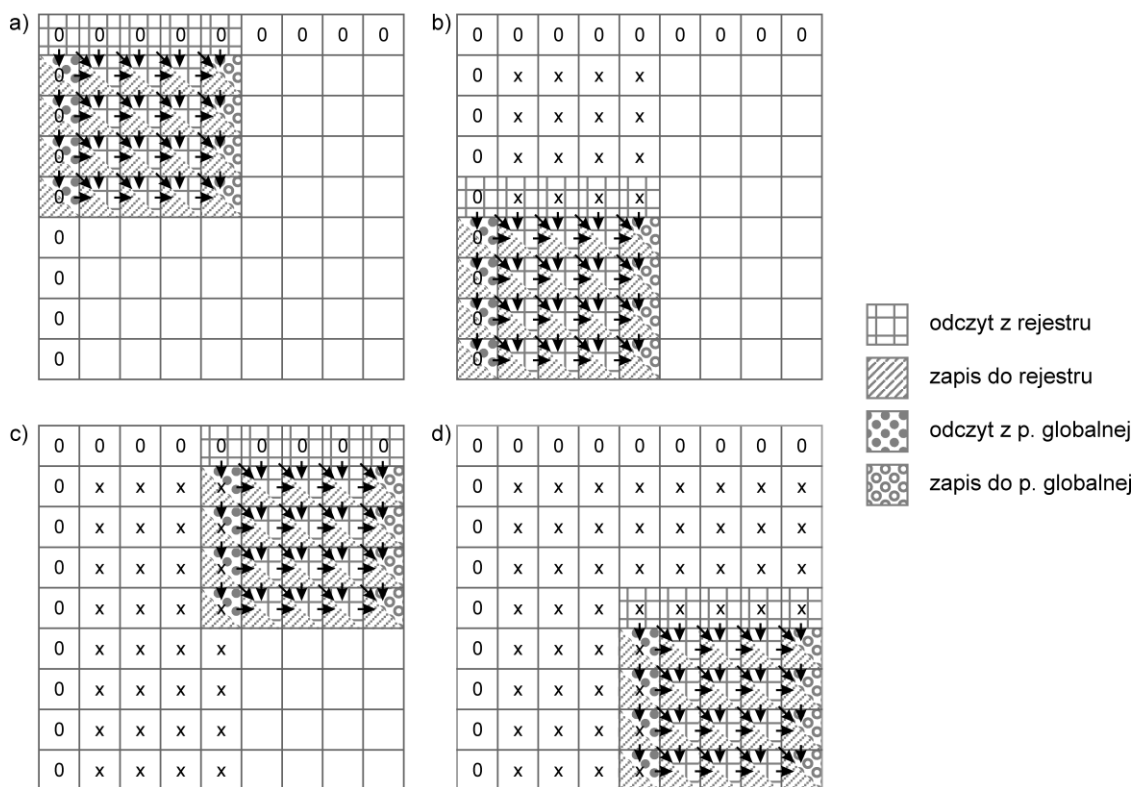 a)
0 0 0 0 0 0 0 0 0
0
0
0
0
0
0
0
0
b)
0 0 0 0 0 0 0 0 0
0 x x x x
0 x x x x
0 x x x x
0 x x x x
0
0
0
0
c)
0 0 0 0 0 0 0 0 0
0 x x x x
0 x x x x
0 x x x x
0 x x x x
0 x x x x
0 x x x x
0 x x x x
0 x x x x
d)
0 0 0 0 0 0 0 0 0
0 x x x x x x x x
0 x x x x x x x x
0 x x x x x x x x
0 x x x x x x x x
0 x x x x
0 x x x x
0 x x x x
0 x x x x
odczyt z rejestru
zapis do rejestru
odczyt z p. globalnej
zapis do p. globalnej